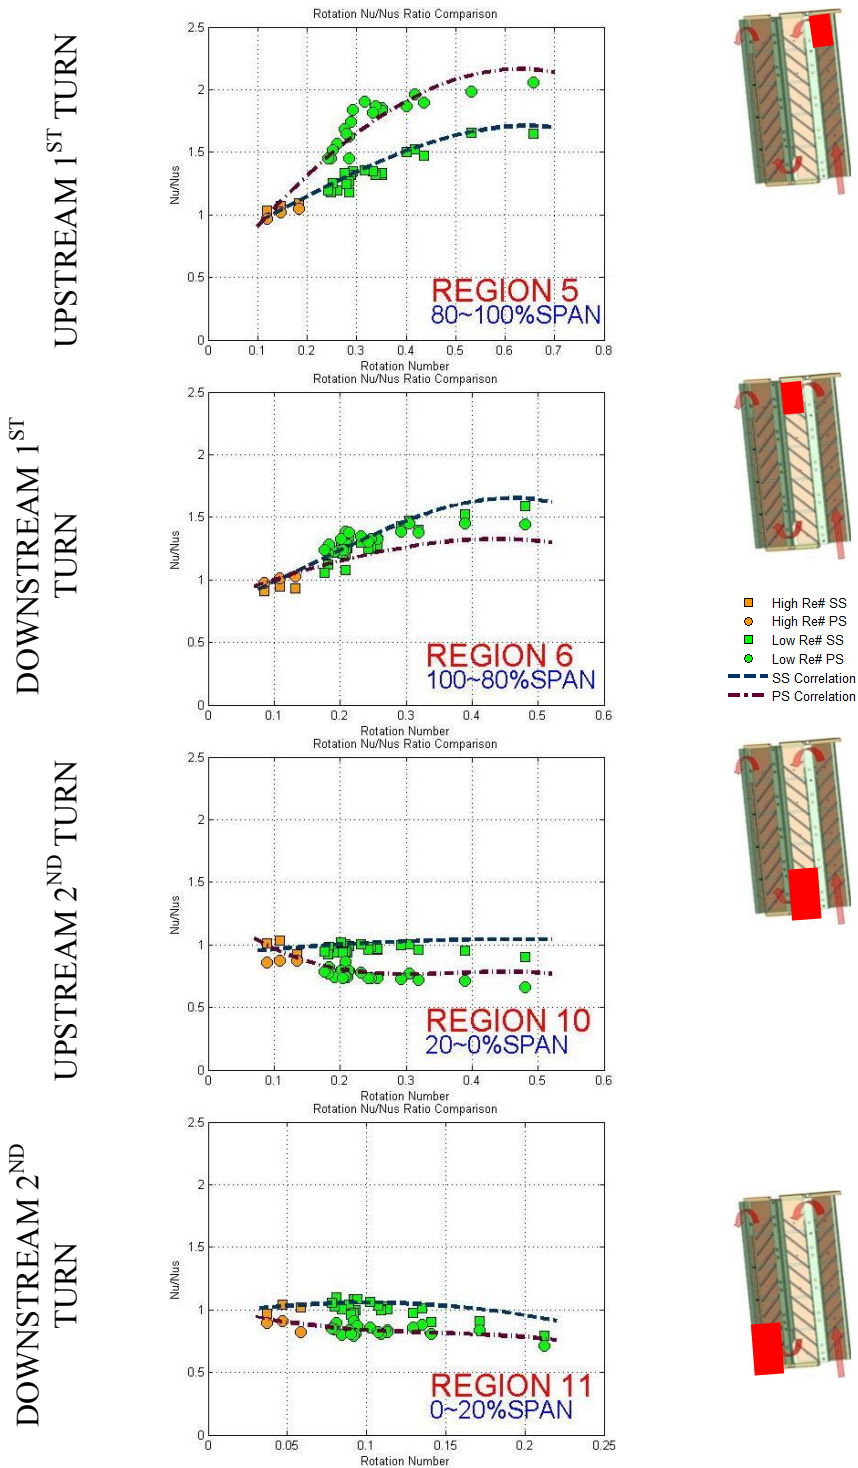 UPSTREAM 1ST TURN
Rotation Nu/Nus Ratio Comparison
2.5
2
1.5
1
0.5
0
Nu/Nus
REGION 5
80~100%SPAN
0 0.1 0.2 0.3 0.4 0.5 0.6 0.7 0.8
Rotation Number
DOWNSTREAM 1ST
TURN
Rotation Nu/Nus Ratio Comparison
2.5
2
1.5
1
0.5
0
Nu/Nus
REGION 6
100~80%SPAN
0 0.1 0.2 0.3 0.4 0.5 0.6
Rotation Number
High Re# SS
High Re# PS
Low Re# SS
Low Re# PS
SS Correlation
PS Correlation
UPSTREAM 2ND TURN
Rotation Nu/Nus Ratio Comparison
2.5
2
1.5
1
0.5
0
Nu/Nus
REGION 10
20~0%SPAN
0 0.1 0.2 0.3 0.4 0.5 0.6
Rotation Number
DOWNSTREAM 2ND
TURN
Rotation Nu/Nus Ratio Comparison
2.5
2
1.5
1
0.5
0
Nu/Nus
REGION 11
0~20%SPAN
0 0.05 0.1 0.15 0.2 0.25
Rotation Number